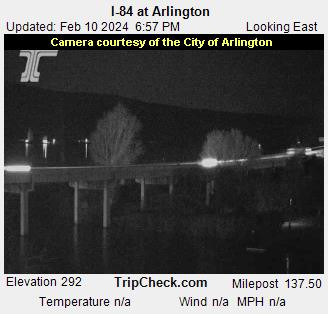 I-84 at Arlington
Updated: Feb 10 2024 6:57 PM Looking East
Camera courtesy of the City of Arlington
Elevation 292 TripCheck.com Milepost 137.50
Temperature n/a Wind n/a MPH n/a